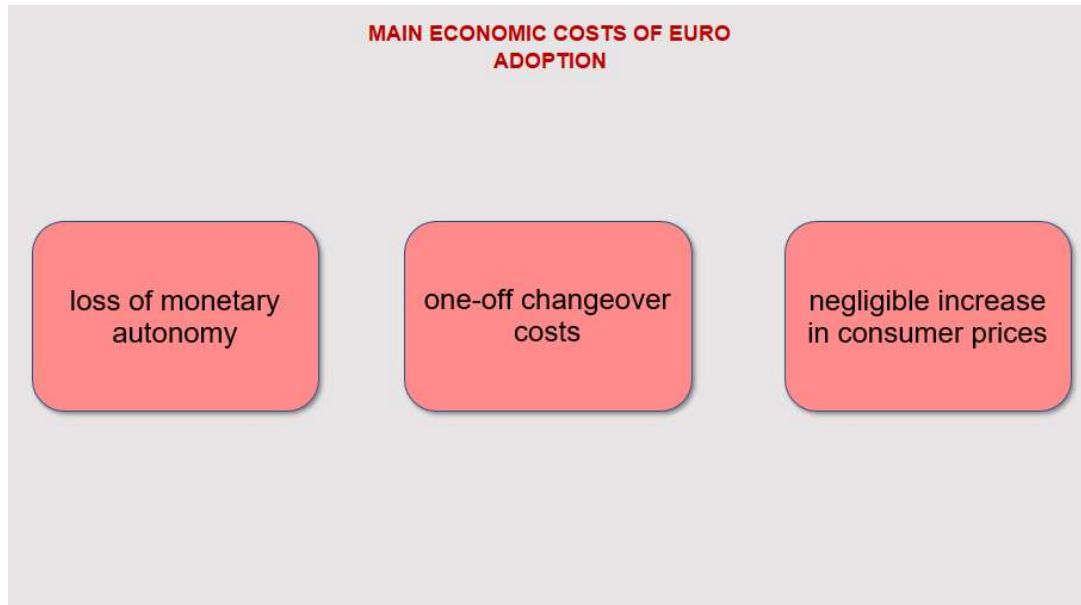 MAIN ECONOMIC COSTS OF EURO
ADOPTION
loss of monetary
autonomy
one-off changeover
costs
negligible increase
in consumer prices